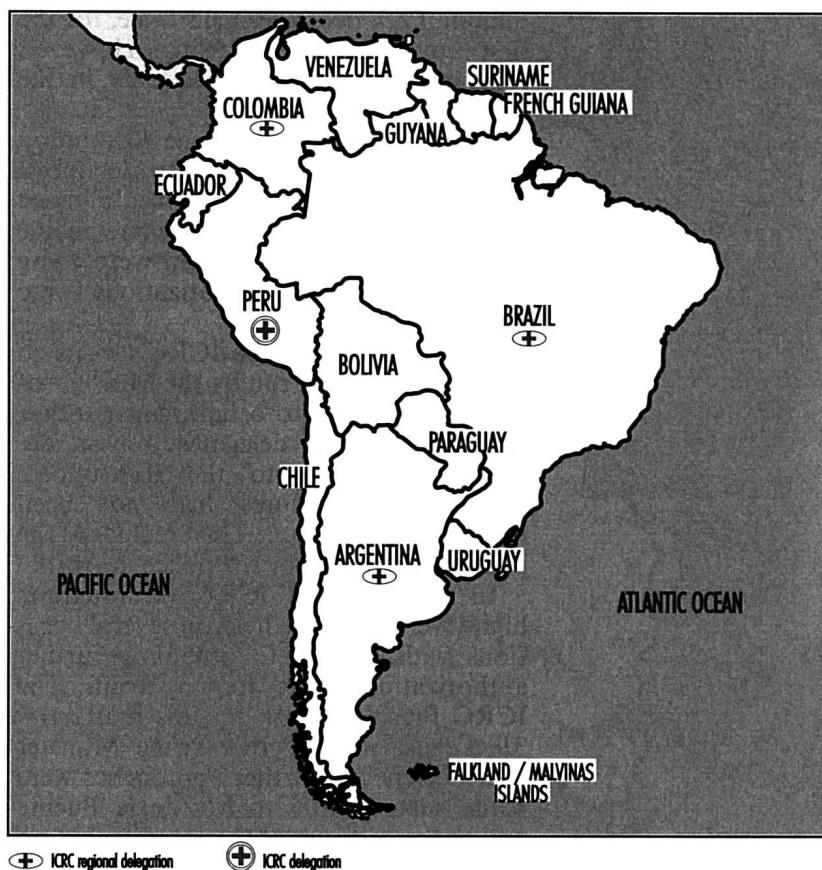 VENEZUELA
SURINAME
COLOMBIA
FRENCH GUIANA
GUYANA
ECUADOR
PERU
BRAZIL
BOLIVIA
PARAGUAY
CHILE
ARGENTINA
URUGUAY
PACIFIC OCEAN
ATLANTIC OCEAN
FALKLAND / MALVINAS
ISLANDS
ICRC regional delegation
ICRC delegation